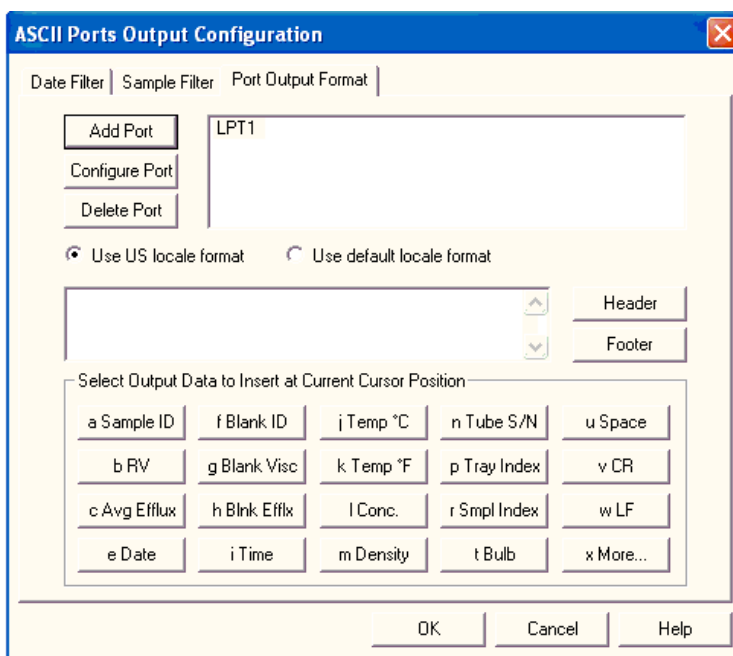 ASCII Ports Output Configuration
Date Filter Sample Filter Port Output Format
Add Port
LPT1
Configure Port
Delete Port
Use US locale format Use default locale format
Header
Footer
Select Output Data to Insert at Current Cursor Position
a Sample ID f Blank ID j Temp °C n Tube S/N u Space
b RV g Blank Visc k Temp °F p Tray Index v CR
c Avg Efflux h Blnk Efflx l Conc. r Smpl Index w LF
e Date i Time m Density t Bulb x More...
OK Cancel Help